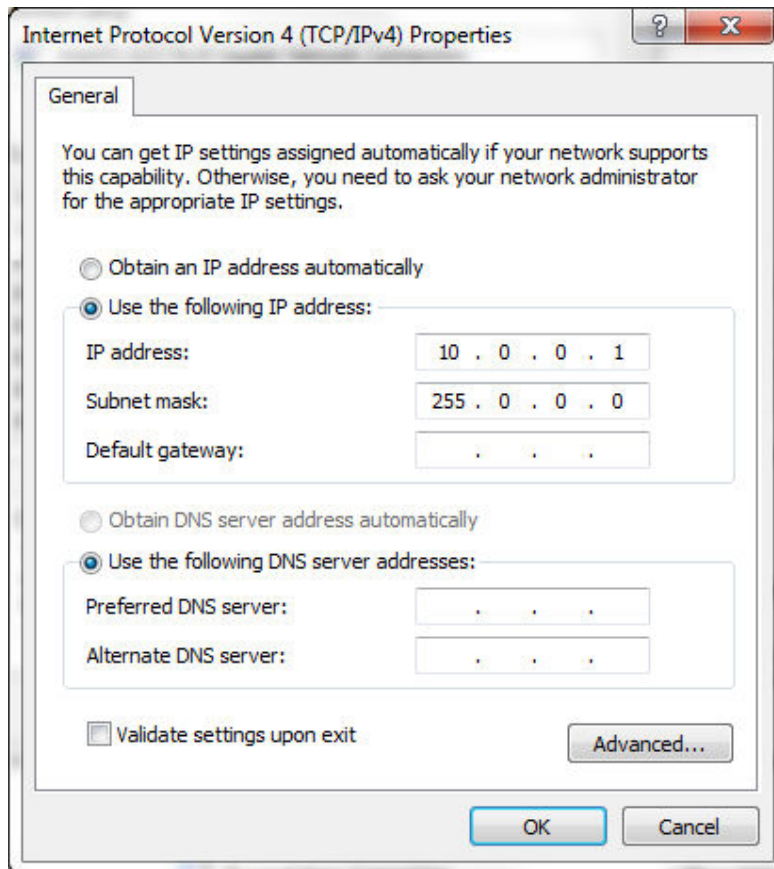 Internet Protocol Version 4 (TCP/IPv4) Properties
General
You can get IP settings assigned automatically if your network supports
this capability. Otherwise, you need to ask your network administrator
for the appropriate IP settings.
Obtain an IP address automatically
Use the following IP address:
IP address: 10 . 0 . 0 . 1
Subnet mask: 255 . 0 . 0 . 0
Default gateway: . . .
Obtain DNS server address automatically
Use the following DNS server addresses:
Preferred DNS server: . . .
Alternate DNS server: . . .
Validate settings upon exit
Advanced...
OK Cancel